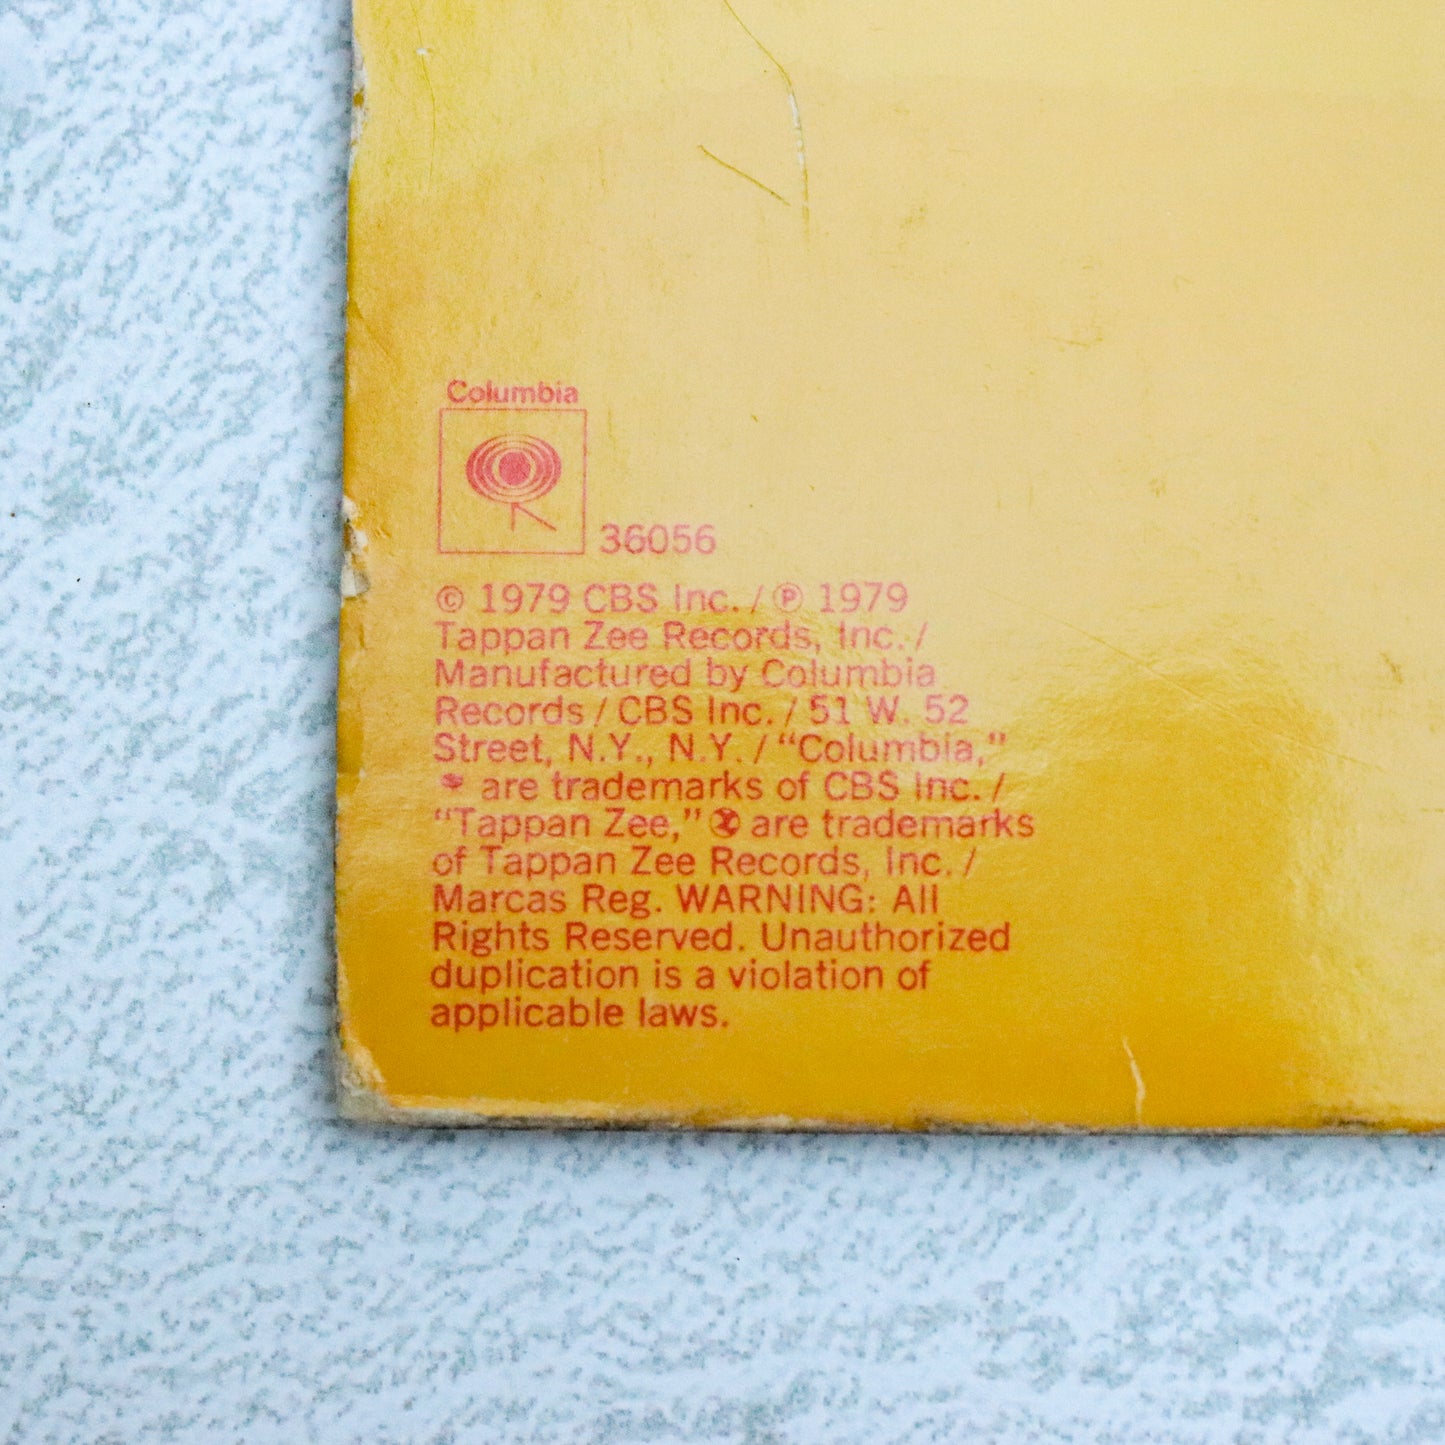 Columbia
36056
© 1979 CBS Inc. / ℗ 1979
Tappan Zee Records, Inc. /
Manufactured by Columbia
Records / CBS Inc. / 51 W. 52
Street, N.Y., N.Y. / “Columbia,”
are trademarks of CBS Inc. /
“Tappan Zee,” are trademarks
of Tappan Zee Records, Inc. /
Marcas Reg. WARNING: All
Rights Reserved. Unauthorized
duplication is a violation of
applicable laws.